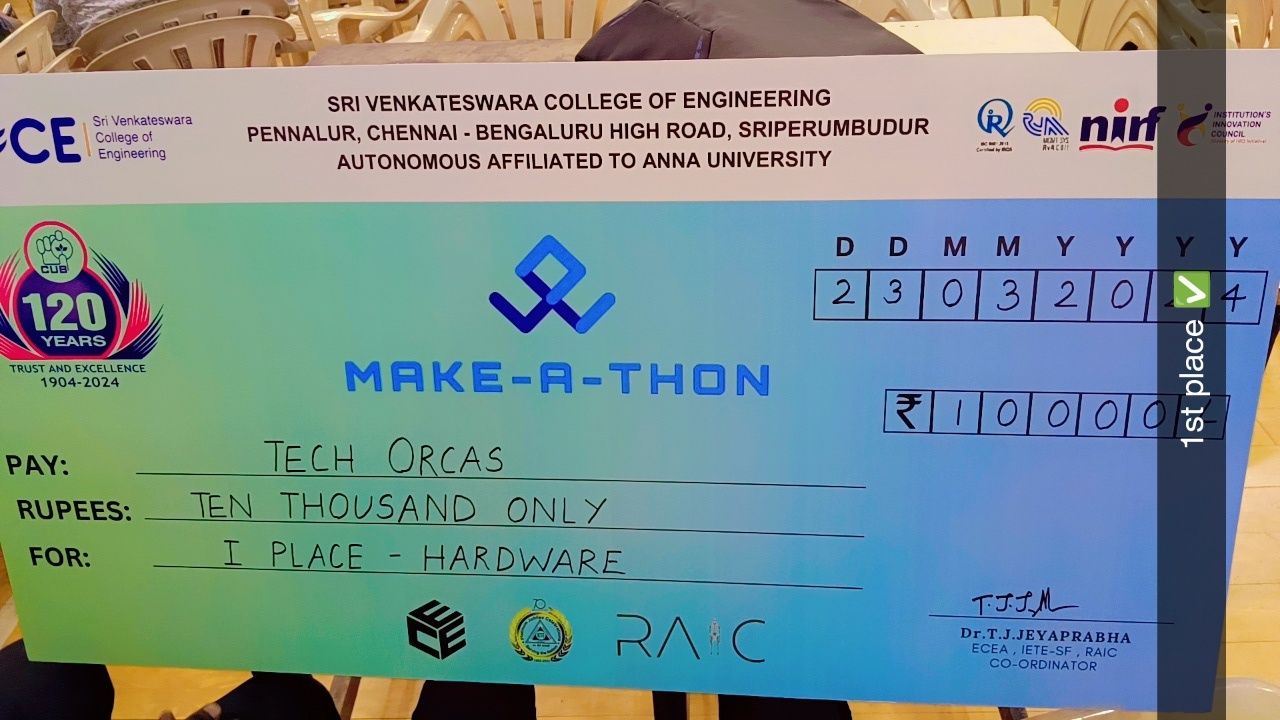 SRI VENKATESWARA COLLEGE OF ENGINEERING
PENNALUR, CHENNAI - BENGALURU HIGH ROAD, SRIPERUMBUDUR
AUTONOMOUS AFFILIATED TO ANNA UNIVERSITY
CE
Sri Venkateswara
College of
Engineering
nirf
INSTITUTION'S
INNOVATION
COUNCIL
CUB
120
YEARS
TRUST AND EXCELLENCE
1904-2024
MAKE-A-THON
D D M M Y Y Y Y
2 3 0 3 2 0 4
₹ 1 0 0 0 0
1st place ✅
PAY: TECH ORCAS
RUPEES: TEN THOUSAND ONLY
FOR: I PLACE - HARDWARE
ECE
RAIC
T.J.J
Dr.T.J.JEYAPRABHA
ECEA , IETE-SF , RAIC
CO-ORDINATOR